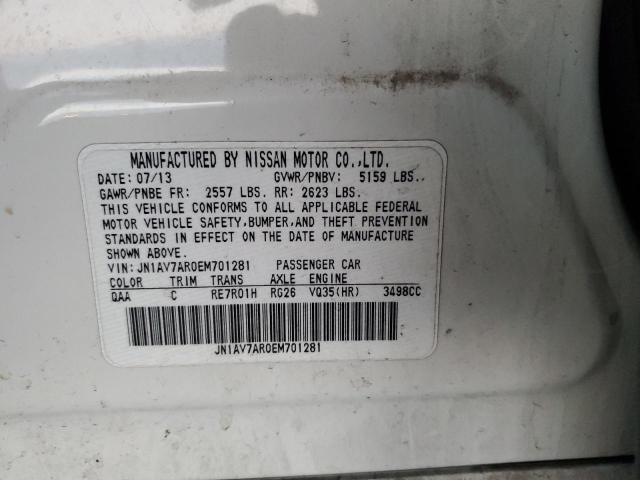 MANUFACTURED BY NISSAN MOTOR CO.,LTD.
DATE: 07/13 GVWR/PNBV: 5159 LBS..
GAWR/PNBE FR: 2557 LBS. RR: 2623 LBS.
THIS VEHICLE CONFORMS TO ALL APPLICABLE FEDERAL
MOTOR VEHICLE SAFETY,BUMPER,AND THEFT PREVENTION
STANDARDS IN EFFECT ON THE DATE OF MANUFACTURE
SHOWN ABOVE.
VIN: JN1AV7AR0EM701281 PASSENGER CAR
COLOR TRIM TRANS AXLE ENGINE
QAA C RE7R01H RG26 VQ35(HR) 3498CC
JN1AV7AR0EM701281